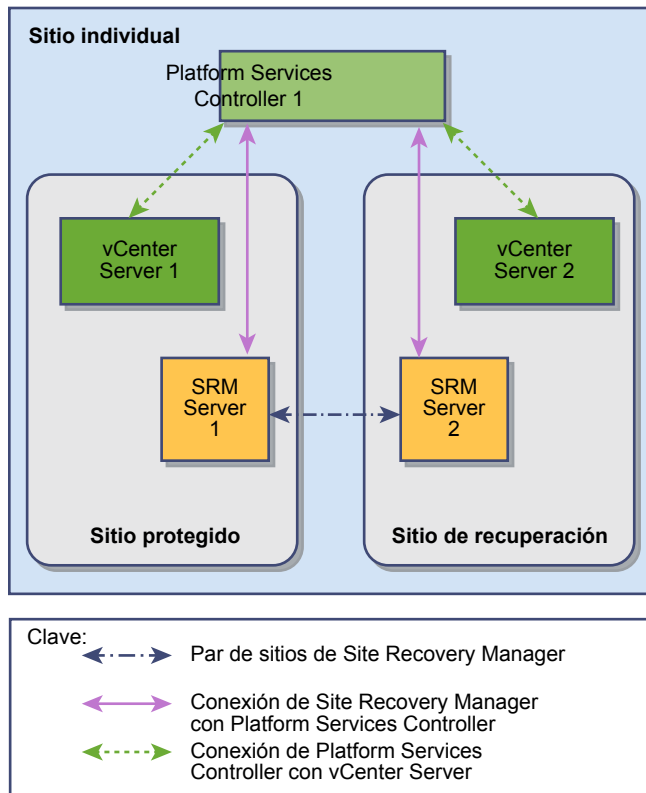 Sitio individual
Platform Services
Controller 1
vCenter
Server 1
vCenter
Server 2
SRM
Server
1
SRM
Server
2
Sitio protegido
Sitio de recuperación
Clave:
Par de sitios de Site Recovery Manager
Conexión de Site Recovery Manager
con Platform Services Controller
Conexión de Platform Services
Controller con vCenter Server